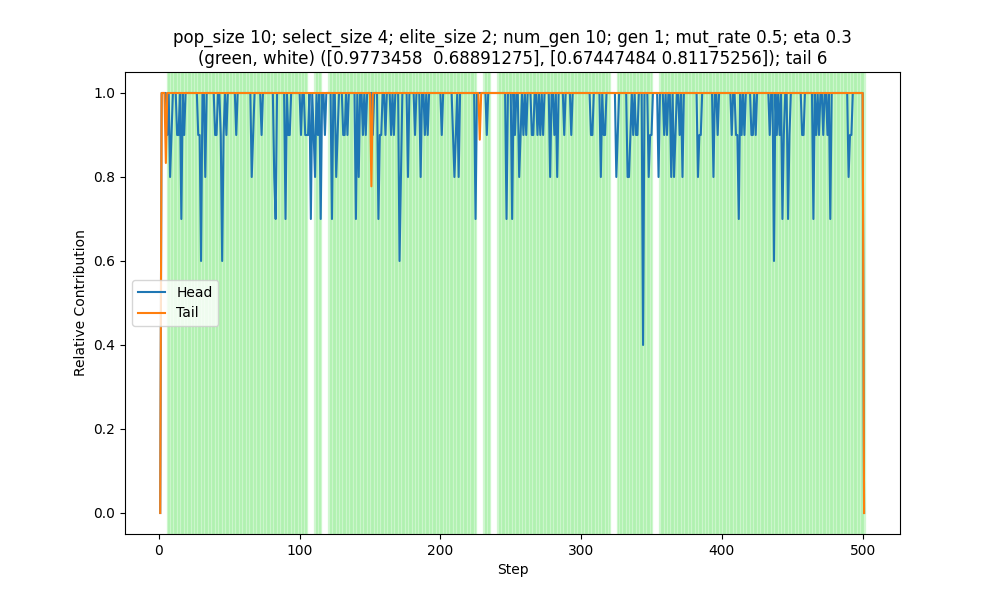 pop_size 10; select_size 4; elite_size 2; num_gen 10; gen 1; mut_rate 0.5; eta 0.3
(green, white) ([0.9773458  0.68891275], [0.67447484 0.81175256]); tail 6
1.0
0.8
0.6
0.4
0.2
0.0
Relative Contribution
Head
Tail
0
100
200
300
400
500
Step